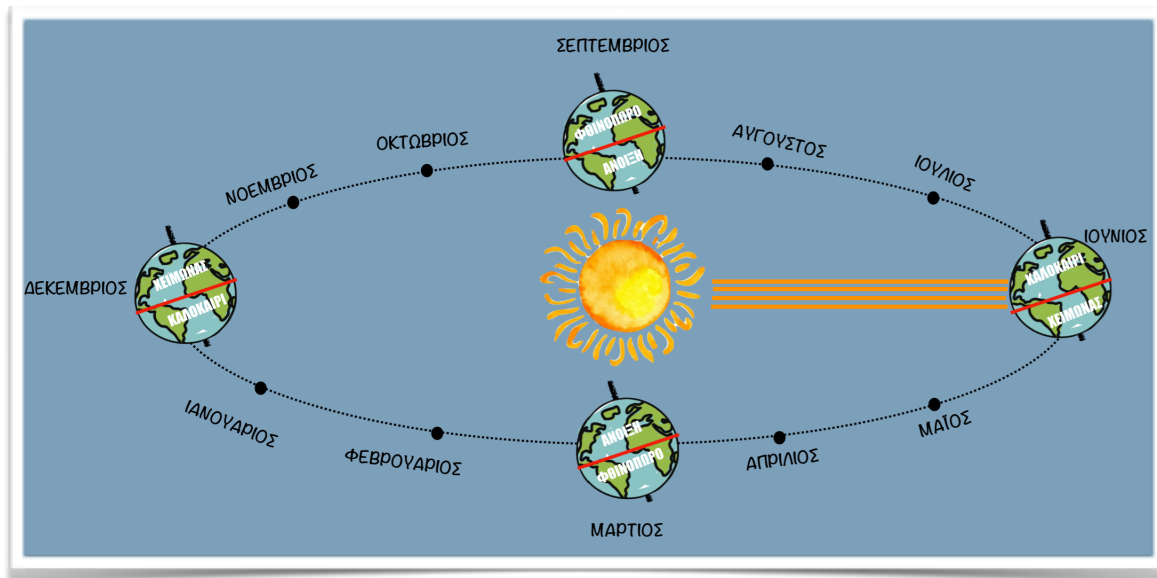 ΣΕΠΤΕΜΒΡΙΟΣ
ΦΘΙΝΟΠΩΡΟ
ΑΝΟΙΞΗ
ΟΚΤΩΒΡΙΟΣ
ΑΥΓΟΥΣΤΟΣ
ΝΟΕΜΒΡΙΟΣ
ΙΟΥΛΙΟΣ
ΔΕΚΕΜΒΡΙΟΣ
ΧΕΙΜΩΝΑΣ
ΚΑΛΟΚΑΙΡΙ
ΙΟΥΝΙΟΣ
ΚΑΛΟΚΑΙΡΙ
ΧΕΙΜΩΝΑΣ
ΙΑΝΟΥΑΡΙΟΣ
ΜΑΪΟΣ
ΦΕΒΡΟΥΑΡΙΟΣ
ΑΝΟΙΞΗ
ΦΘΙΝΟΠΩΡΟ
ΑΠΡΙΛΙΟΣ
ΜΑΡΤΙΟΣ